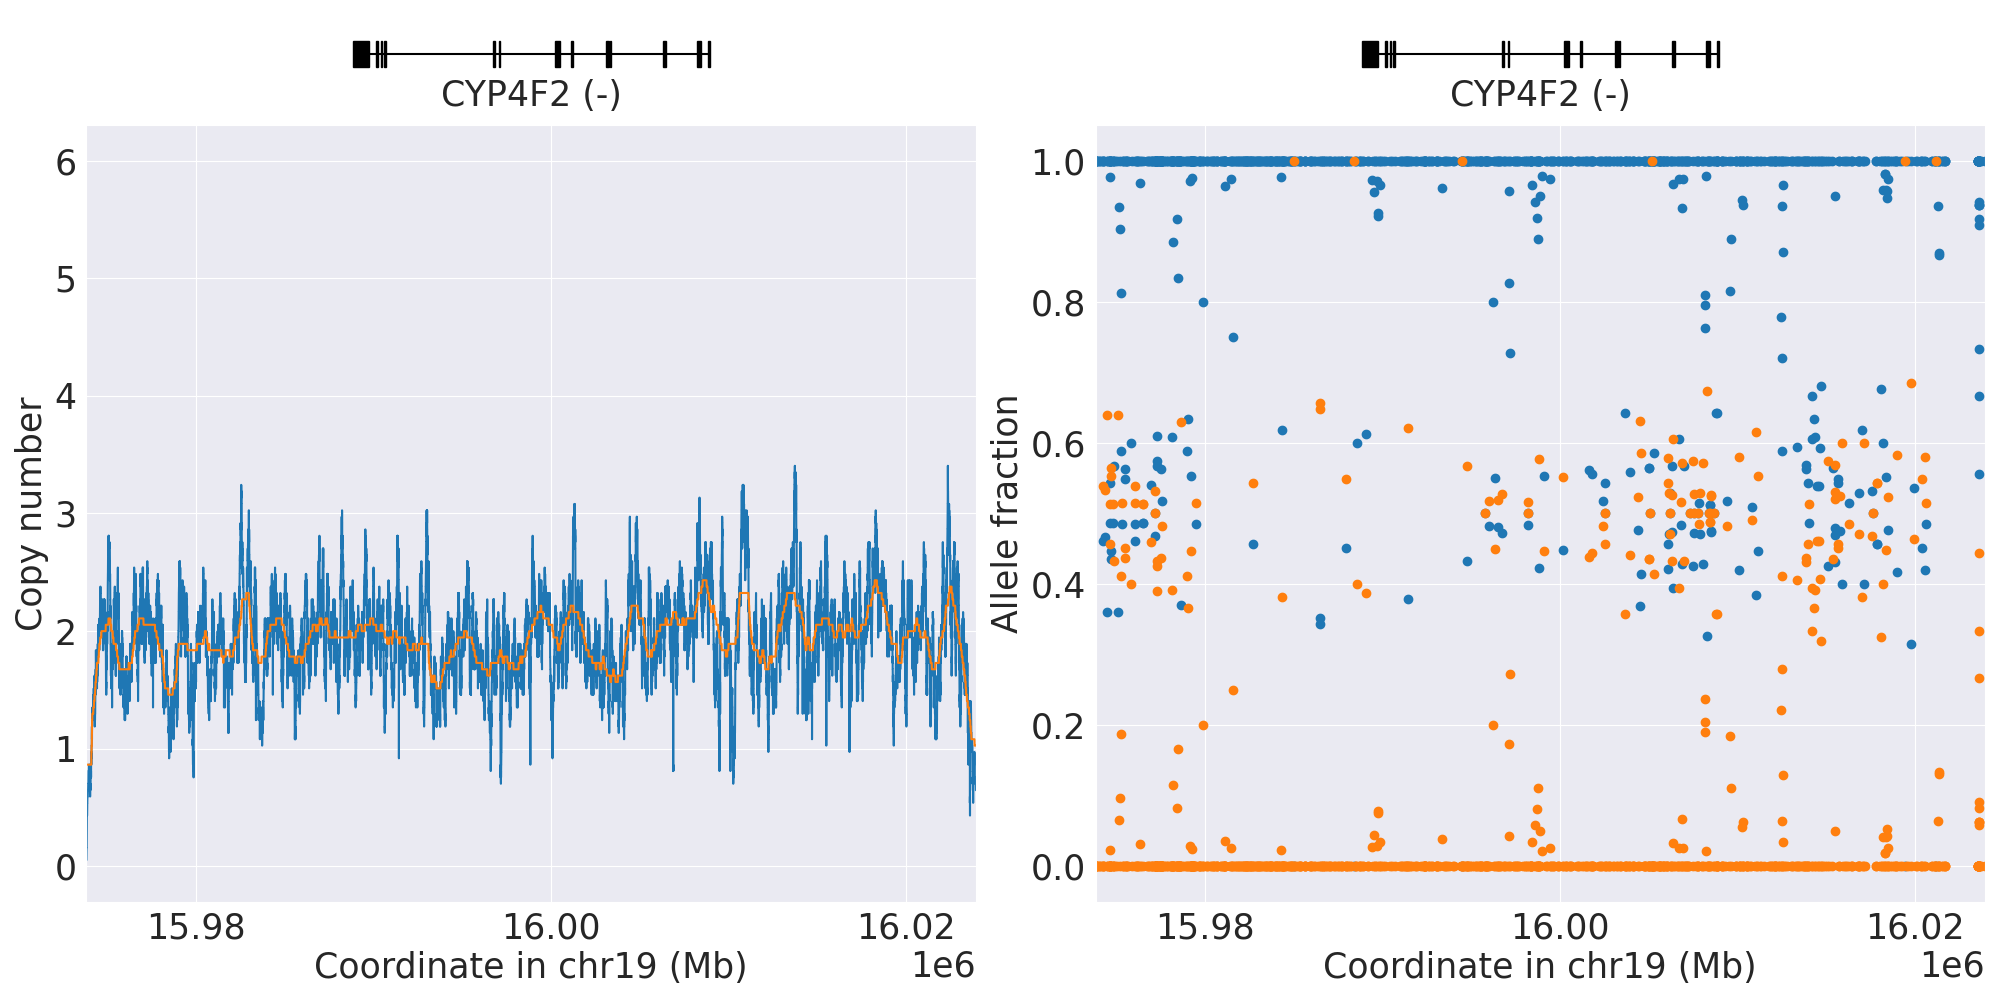 CYP4F2 (-)
6
5
4
3
2
1
0
Copy number
15.98
16.00
16.02
Coordinate in chr19 (Mb)
1e6
CYP4F2 (-)
1.0
0.8
0.6
0.4
0.2
0.0
Allele fraction
15.98
16.00
16.02
Coordinate in chr19 (Mb)
1e6